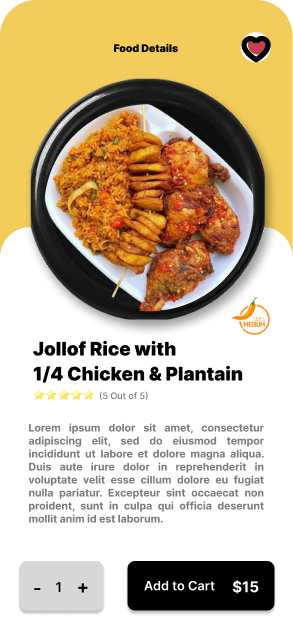 Food Details
LEVEL
MEDIUM
Jollof Rice with
1/4 Chicken & Plantain
(5 Out of 5)
Lorem ipsum dolor sit amet, consectetur
adipiscing elit, sed do eiusmod tempor
incididunt ut labore et dolore magna aliqua.
Duis aute irure dolor in reprehenderit in
voluptate velit esse cillum dolore eu fugiat
nulla pariatur. Excepteur sint occaecat non
proident, sunt in culpa qui officia deserunt
mollit anim id est laborum.
- 1 + Add to Cart $15